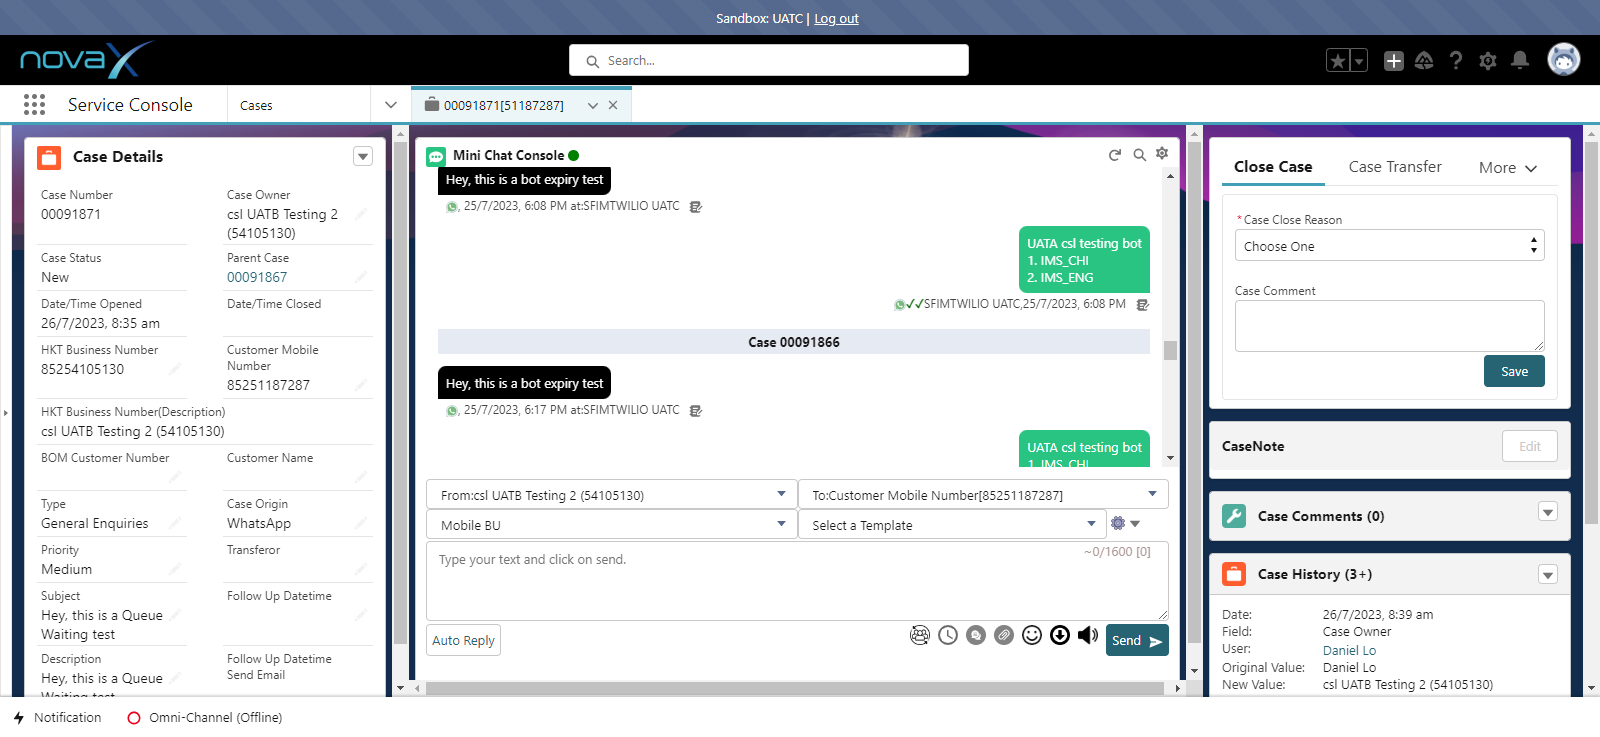 Sandbox: UATC | Log out
novaX
Search...
Service Console
Cases
00091871[51187287]
Case Details
Case Number
00091871
Case Owner
csl UATB Testing 2
(54105130)
Case Status
New
Parent Case
00091867
Date/Time Opened
26/7/2023, 8:35 am
Date/Time Closed
HKT Business Number
85254105130
Customer Mobile
Number
85251187287
HKT Business Number(Description)
csl UATB Testing 2 (54105130)
BOM Customer Number
Customer Name
Type
General Enquiries
Case Origin
WhatsApp
Priority
Medium
Transferor
Subject
Hey, this is a Queue
Waiting test
Follow Up Datetime
Description
Hey, this is a Queue
Waiting test
Follow Up Datetime
Send Email
Mini Chat Console
Hey, this is a bot expiry test
, 25/7/2023, 6:08 PM at:SFIMTWILIO UATC
UATA csl testing bot
1. IMS_CHI
2. IMS_ENG
SFIMTWILIO UATC,25/7/2023, 6:08 PM
Case 00091866
Hey, this is a bot expiry test
, 25/7/2023, 6:17 PM at:SFIMTWILIO UATC
UATA csl testing bot
1. IMS_CHI
From:csl UATB Testing 2 (54105130)
To:Customer Mobile Number[85251187287]
Mobile BU
Select a Template
Type your text and click on send.
~0/1600 [0]
Auto Reply
Send
Close Case
Case Transfer
More
*Case Close Reason
Choose One
Case Comment
Save
CaseNote
Edit
Case Comments (0)
Case History (3+)
Date: 26/7/2023, 8:39 am
Field: Case Owner
User: Daniel Lo
Original Value: Daniel Lo
New Value: csl UATB Testing 2 (54105130)
Notification
Omni-Channel (Offline)